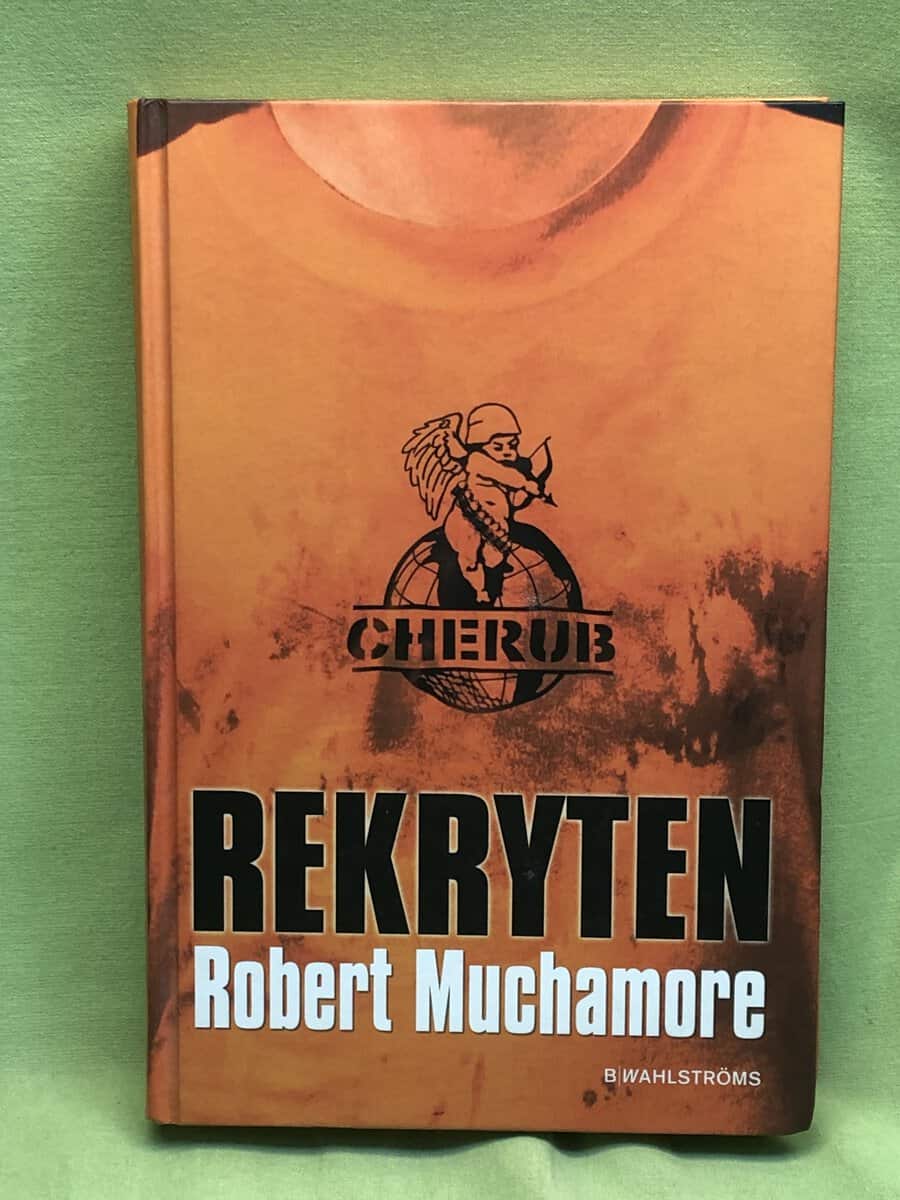 CHERUB
REKRYTEN
Robert Muchamore
B|WAHLSTRÖMS